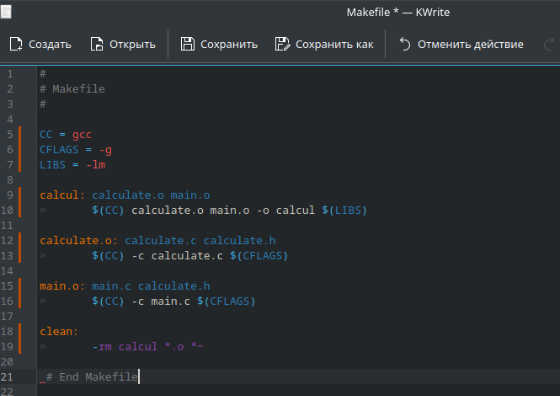 Makefile * — KWrite
Создать Открыть Сохранить Сохранить как Отменить действие
1 #
2 # Makefile
3 #
4
5 CC = gcc
6 CFLAGS = -g
7 LIBS = -lm
8
9 calcul: calculate.o main.o
10 » $(CC) calculate.o main.o -o calcul $(LIBS)
11
12 calculate.o: calculate.c calculate.h
13 » $(CC) -c calculate.c $(CFLAGS)
14
15 main.o: main.c calculate.h
16 » $(CC) -c main.c $(CFLAGS)
17
18 clean:
19 » -rm calcul *.o *~
20
21 # End Makefile
22